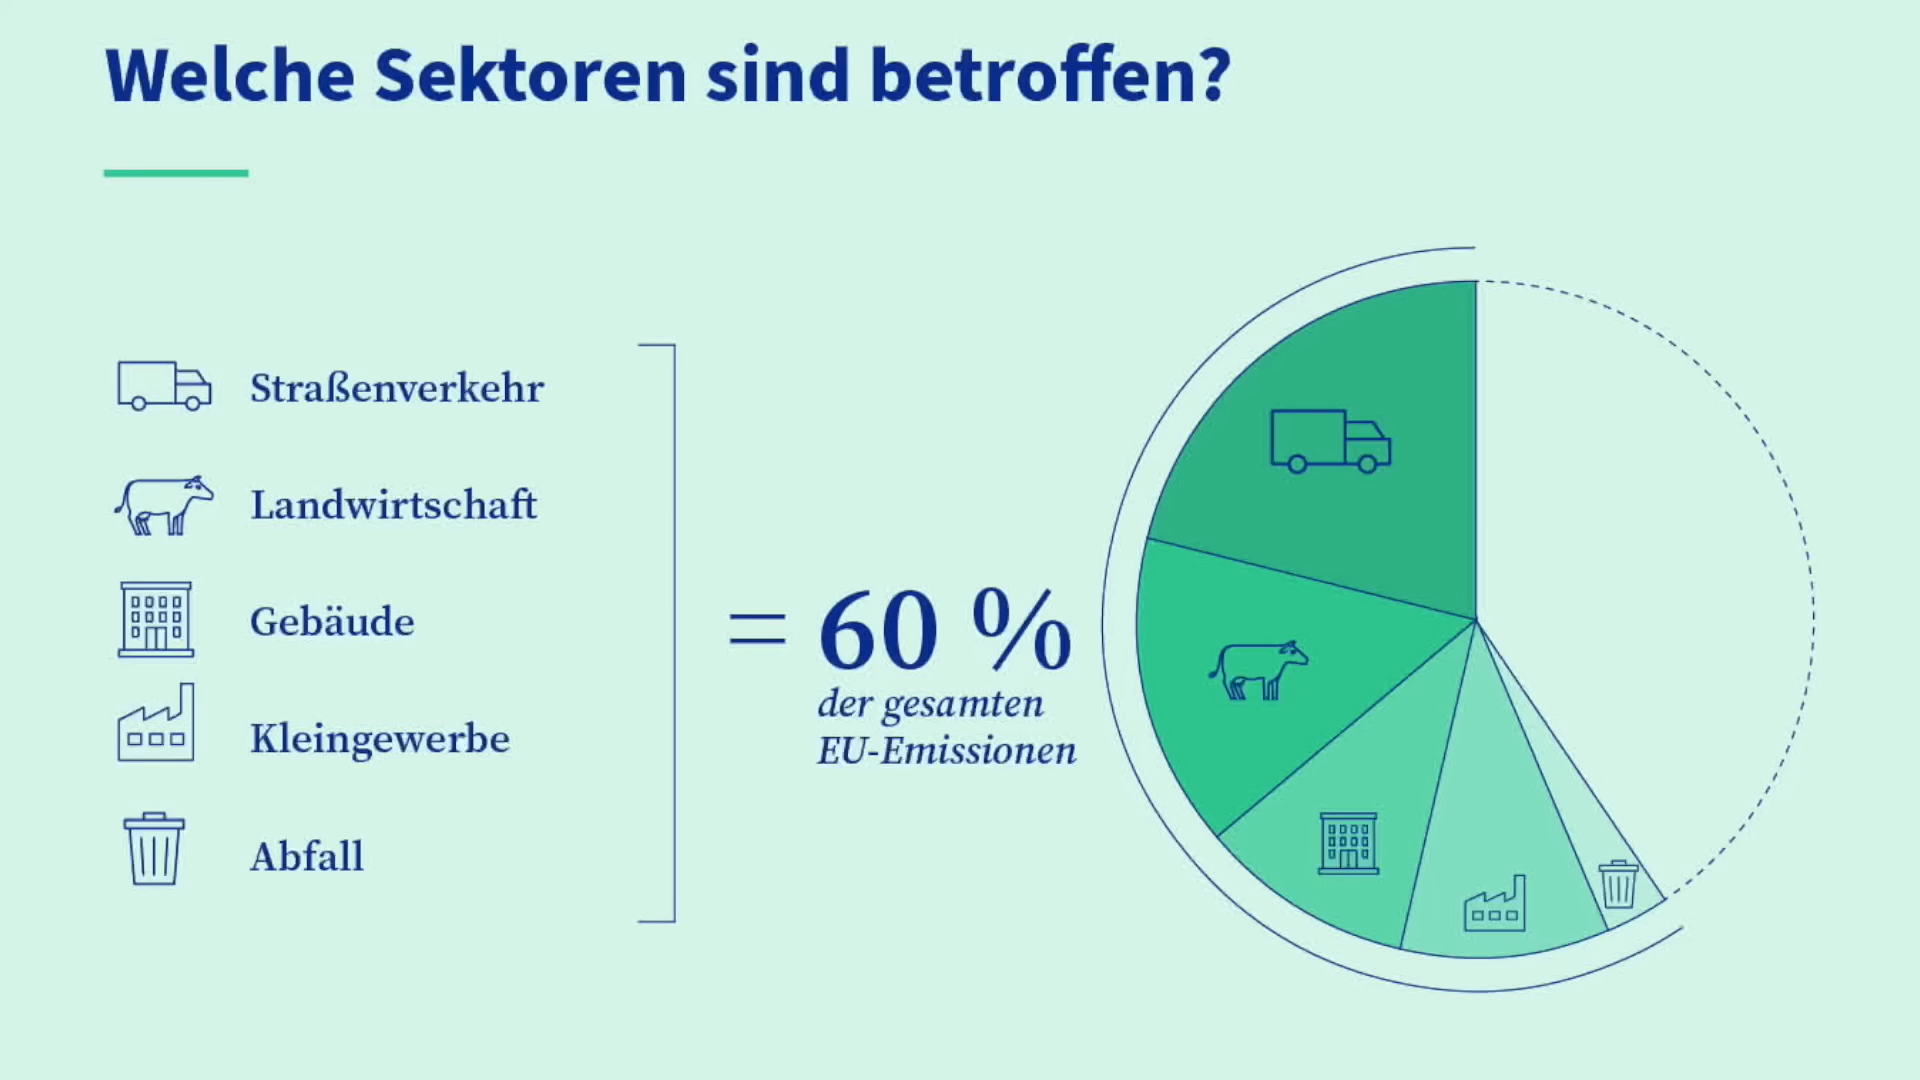 Welche Sektoren sind betroffen?
Straßenverkehr
Landwirtschaft
Gebäude
Kleingewerbe
Abfall
= 60 %
der gesamten
EU-Emissionen